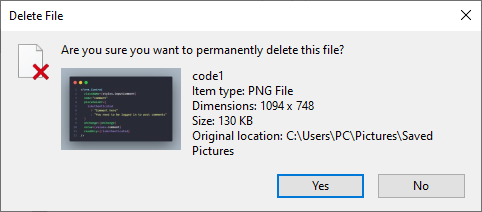 Delete File
Are you sure you want to permanently delete this file?
code1
Item type: PNG File
Dimensions: 1094 x 748
Size: 130 KB
Original location: C:\Users\PC\Pictures\Saved
Pictures
Yes
No